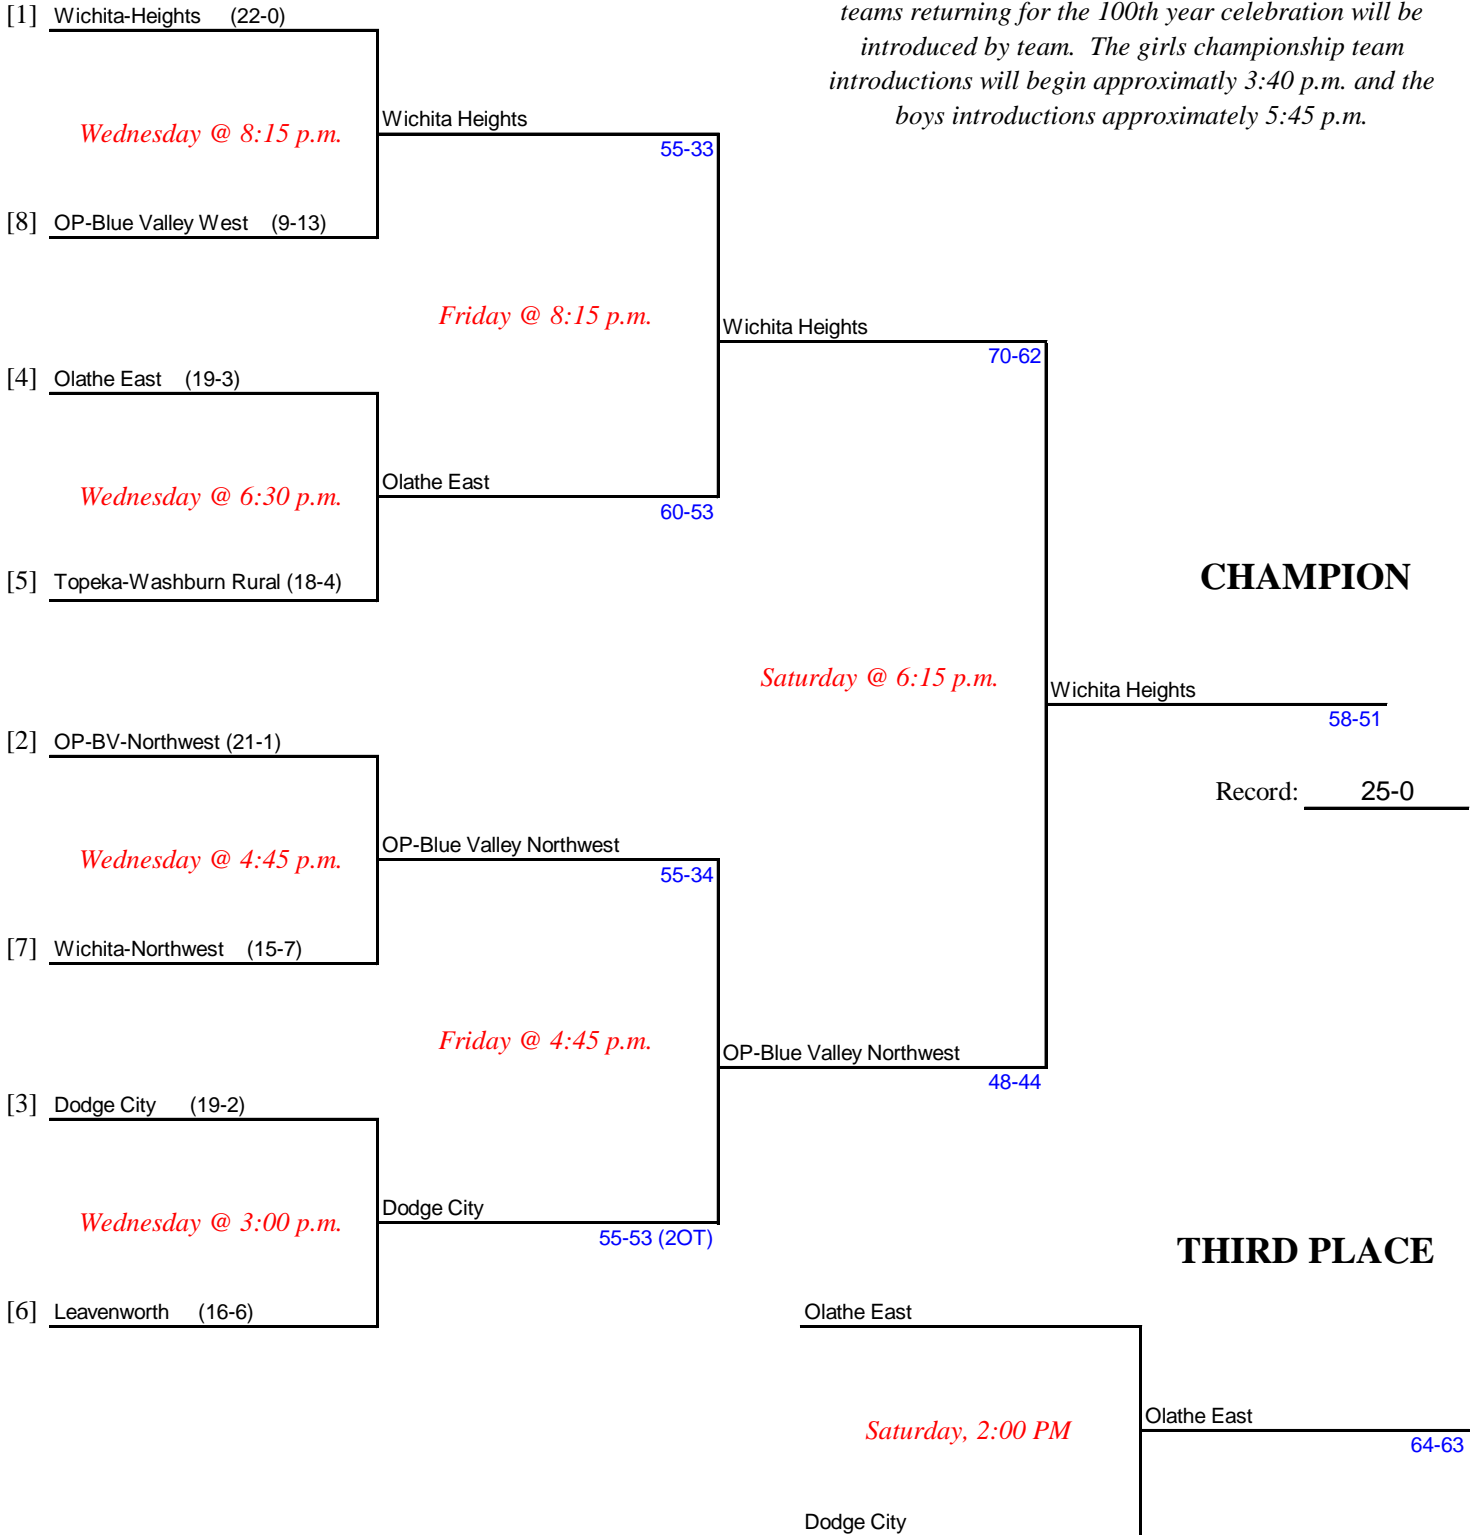 [1] Wichita-Heights (22-0)
teams returning for the 100th year celebration will be
introduced by team. The girls championship team
introductions will begin approximatly 3:40 p.m. and the
boys introductions approximately 5:45 p.m.
Wichita Heights
Wednesday @ 8:15 p.m.
55-33
[8] OP-Blue Valley West (9-13)
Friday @ 8:15 p.m.
Wichita Heights
70-62
[4] Olathe East (19-3)
Olathe East
Wednesday @ 6:30 p.m.
60-53
[5] Topeka-Washburn Rural (18-4)
CHAMPION
Saturday @ 6:15 p.m.
Wichita Heights
58-51
[2] OP-BV-Northwest (21-1)
Record: 25-0
OP-Blue Valley Northwest
Wednesday @ 4:45 p.m.
55-34
[7] Wichita-Northwest (15-7)
Friday @ 4:45 p.m.
OP-Blue Valley Northwest
48-44
[3] Dodge City (19-2)
Dodge City
Wednesday @ 3:00 p.m.
55-53 (2OT)
THIRD PLACE
[6] Leavenworth (16-6)
Olathe East
Saturday, 2:00 PM
Olathe East
64-63
Dodge City